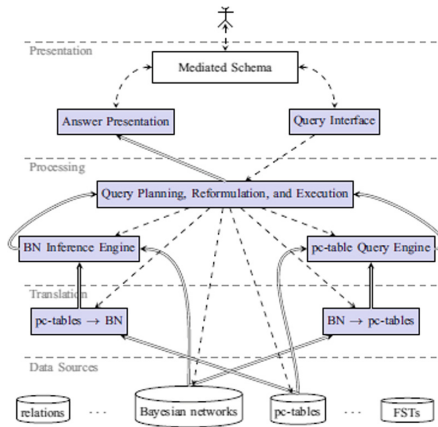 Presentation
Mediated Schema
Answer Presentation
Query Interface
Processing
Query Planning, Reformulation, and Execution
BN Inference Engine
pc-table Query Engine
Translation
pc-tables → BN
BN → pc-tables
Data Sources
relations
. . .
Bayesian networks
pc-tables
. . .
FSTs